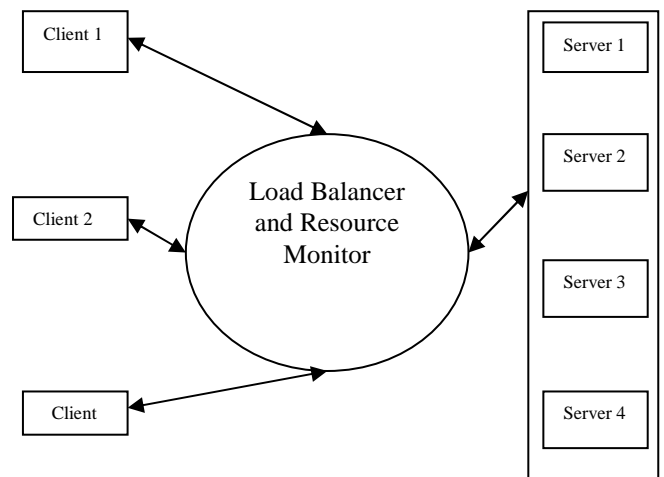 Client 1
Client 2
Client
Load Balancer
and Resource
Monitor
Server 1
Server 2
Server 3
Server 4